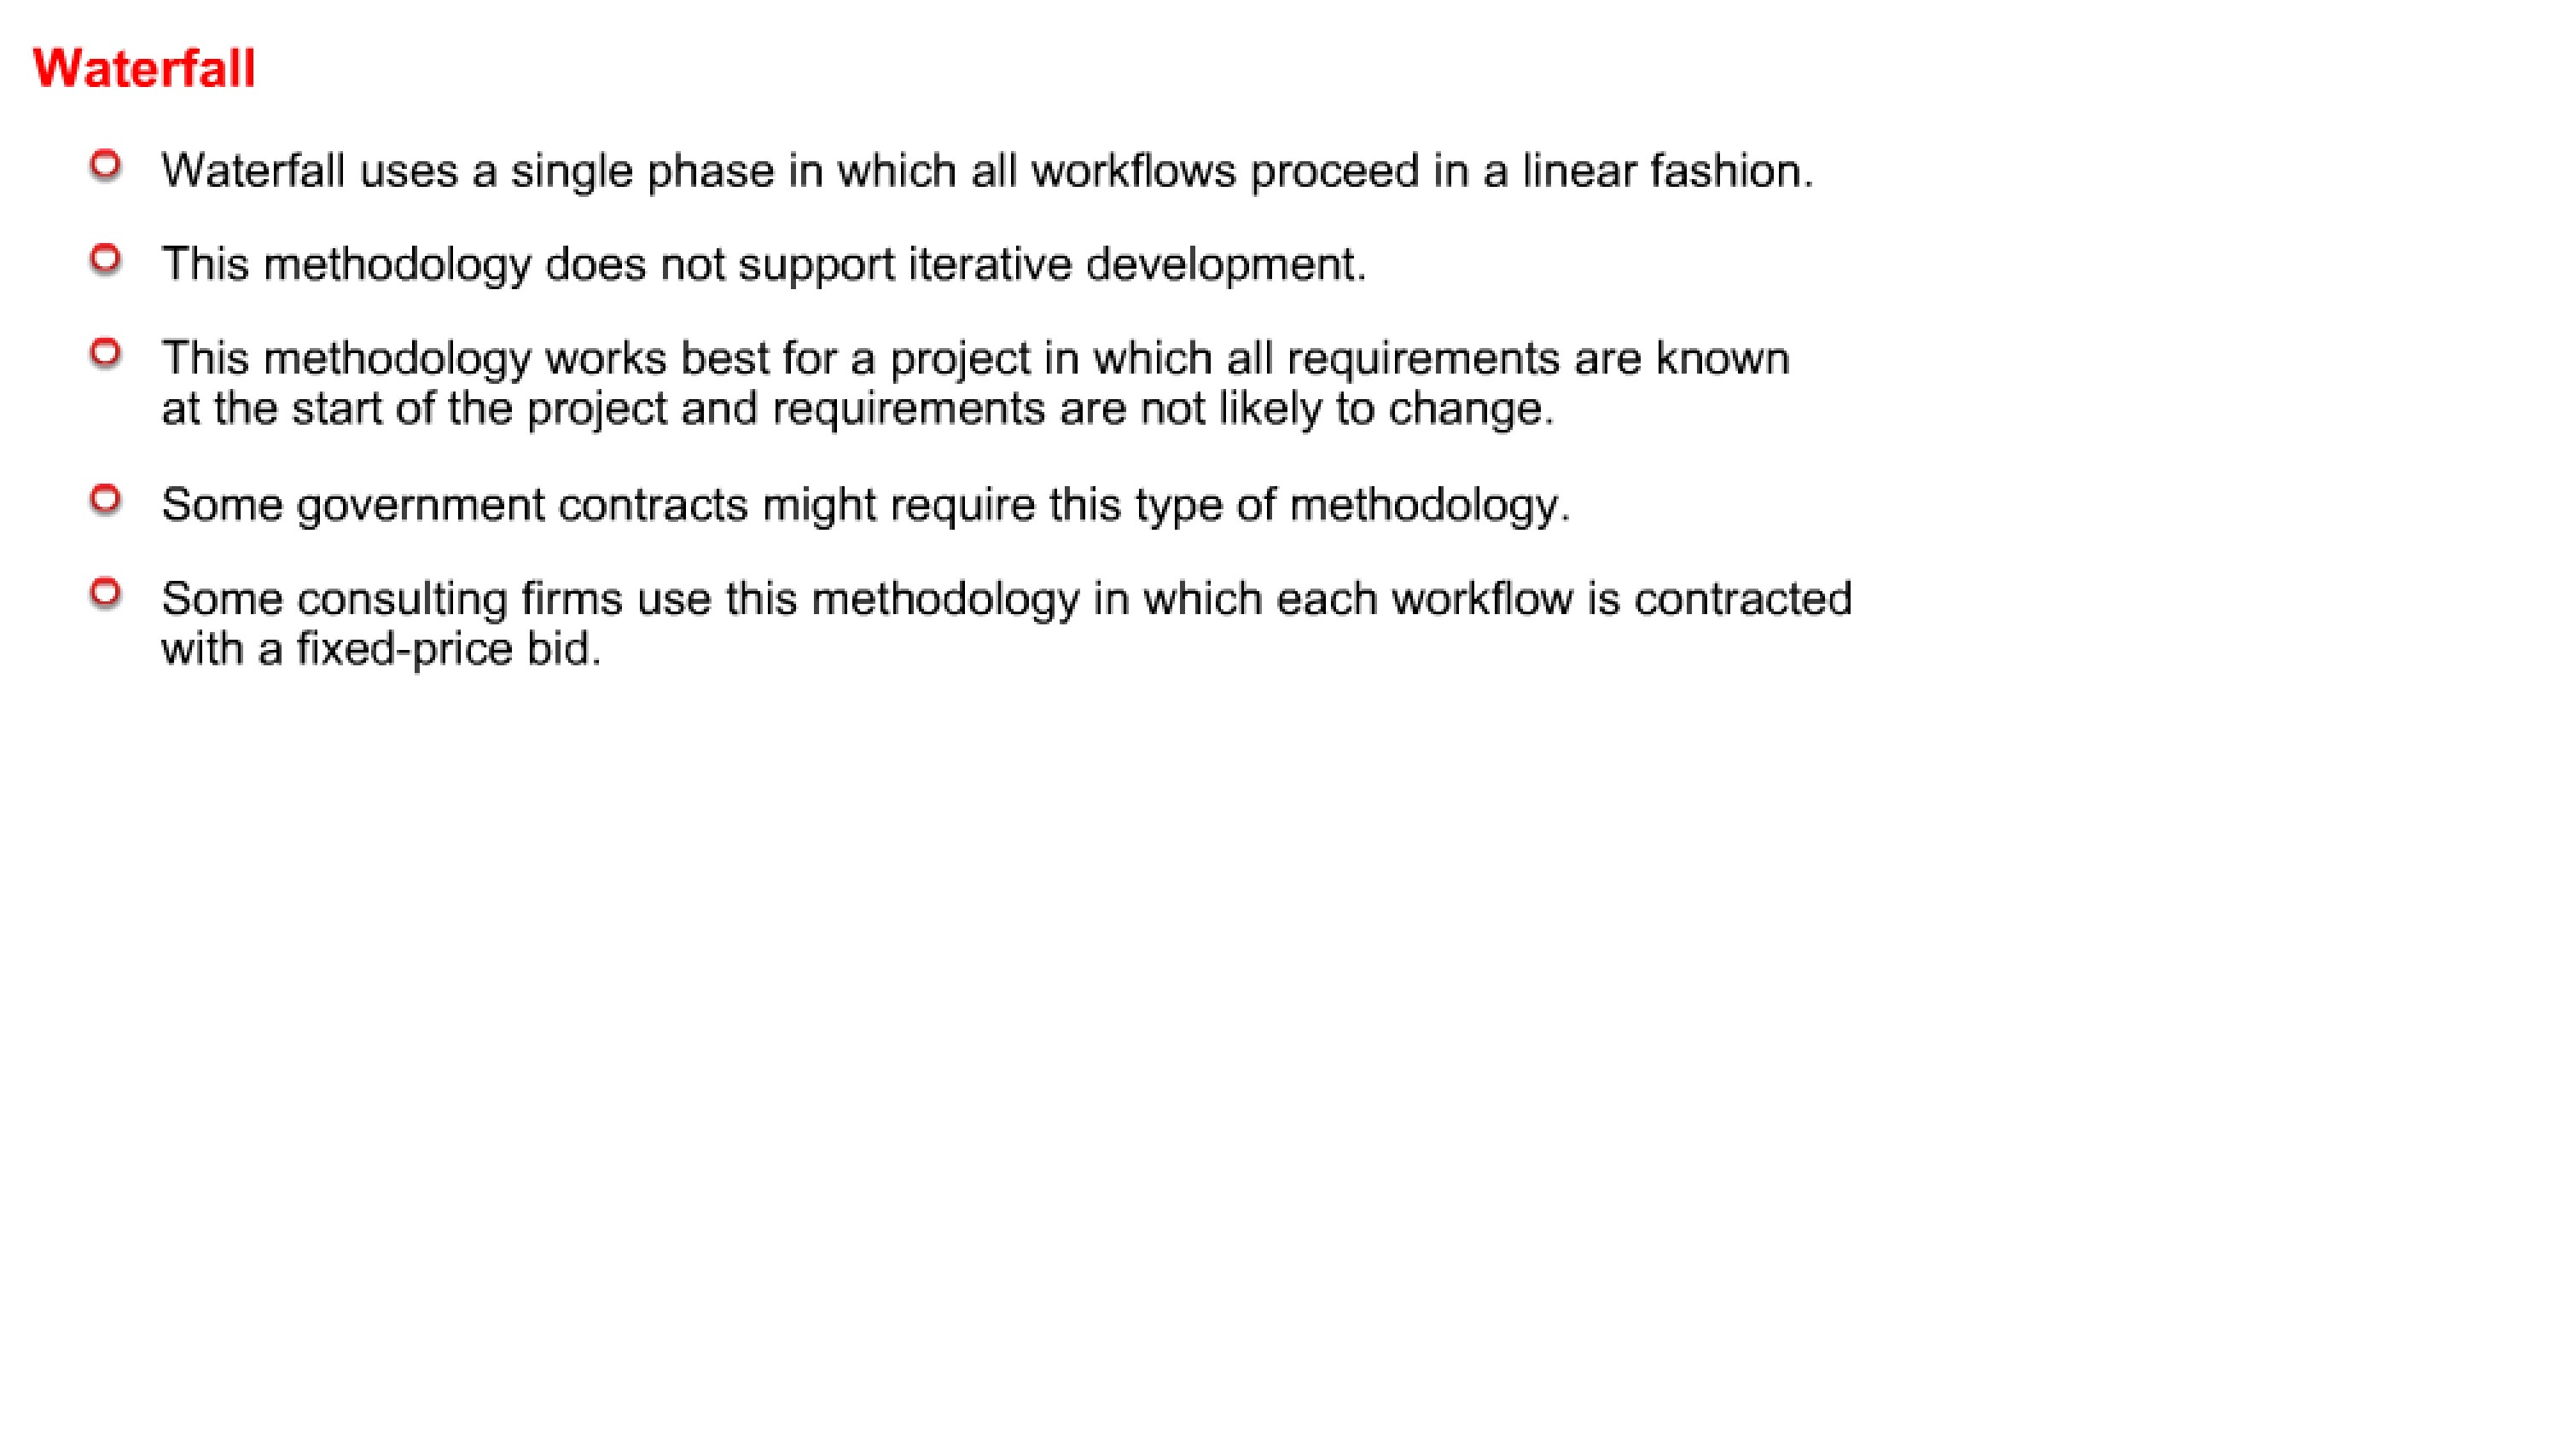 Waterfall
Waterfall uses a single phase in which all workflows proceed in a linear fashion.
This methodology does not support iterative development.
This methodology works best for a project in which all requirements are known
at the start of the project and requirements are not likely to change.
Some government contracts might require this type of methodology.
Some consulting firms use this methodology in which each workflow is contracted
with a fixed-price bid.